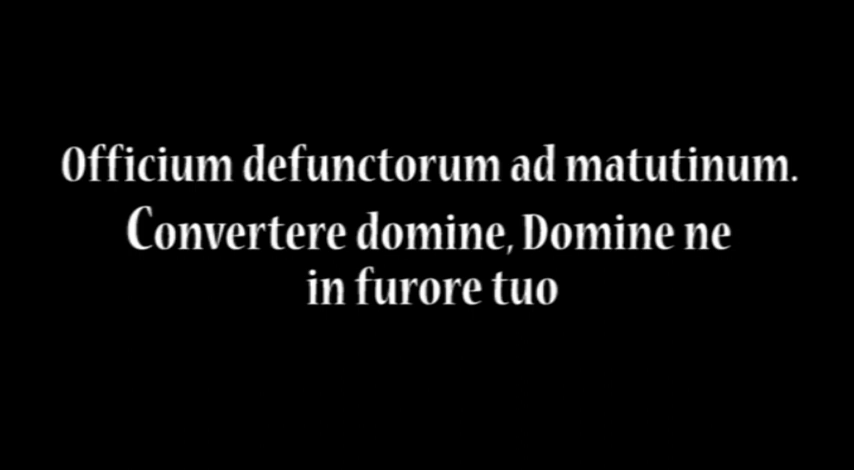 Officium defunctorum ad matutinum.
Convertere domine, Domine ne
in furore tuo